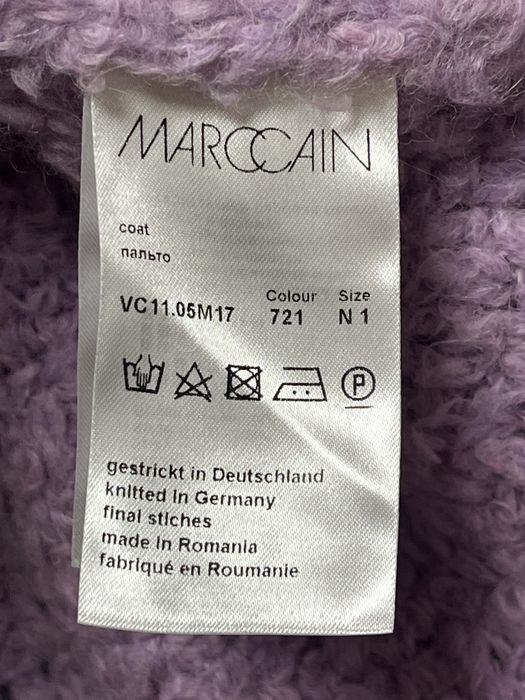 MARCCAIN
coat
пальто
Colour Size
VC11.05M17 721 N 1
P
gestrickt in Deutschland
knitted in Germany
final stiches
made in Romania
fabriqué en Roumanie